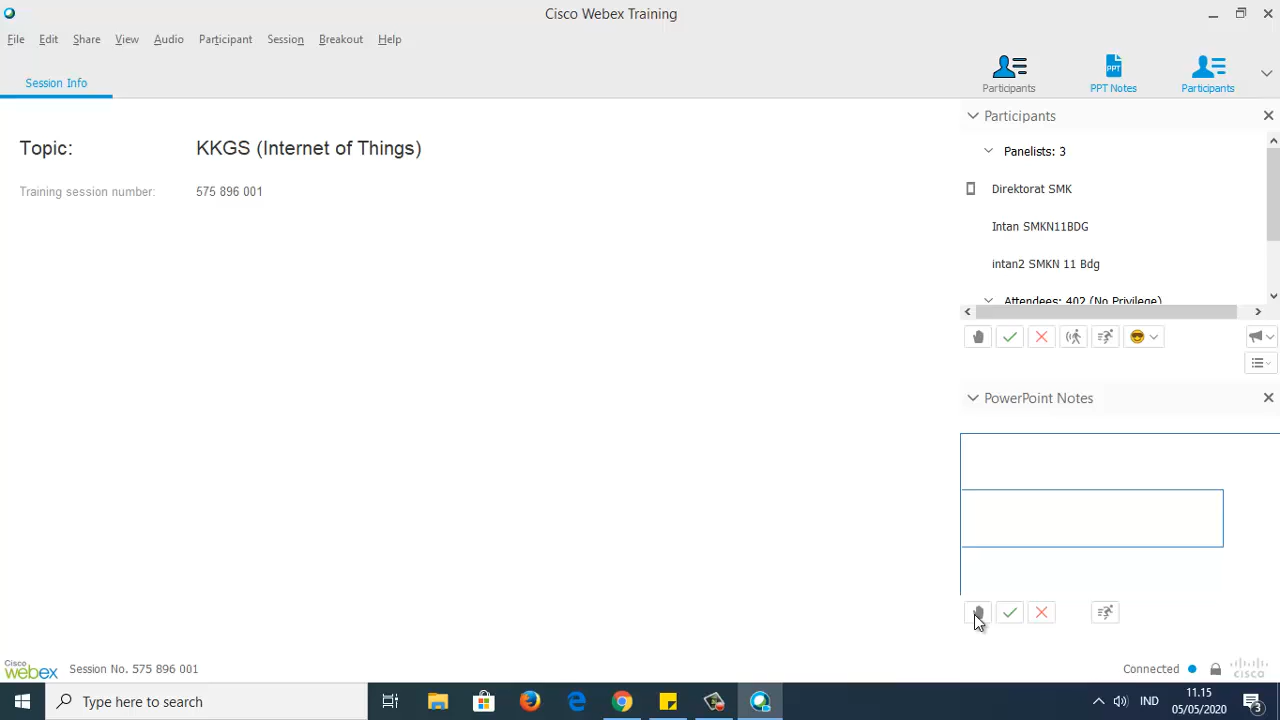 Cisco Webex Training
File Edit Share View Audio Participant Session Breakout Help
Session Info
Participants PPT PPT Notes Participants
Topic: KKGS (Internet of Things)
Training session number: 575 896 001
Participants
Panelists: 3
Direktorat SMK
Intan SMKN11BDG
intan2 SMKN 11 Bdg
Attendees: 402 (No Privilege)
PowerPoint Notes
Cisco webex Session No. 575 896 001
Connected
cisco
Type here to search
IND
11.15
05/05/2020
3